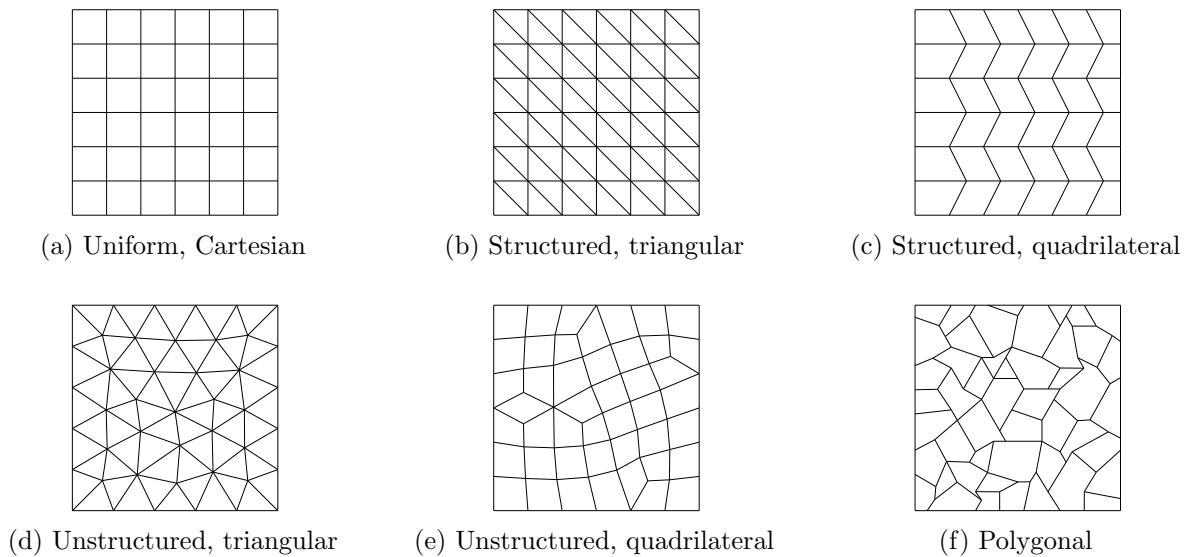 (a) Uniform, Cartesian
(b) Structured, triangular
(c) Structured, quadrilateral
(d) Unstructured, triangular
(e) Unstructured, quadrilateral
(f) Polygonal